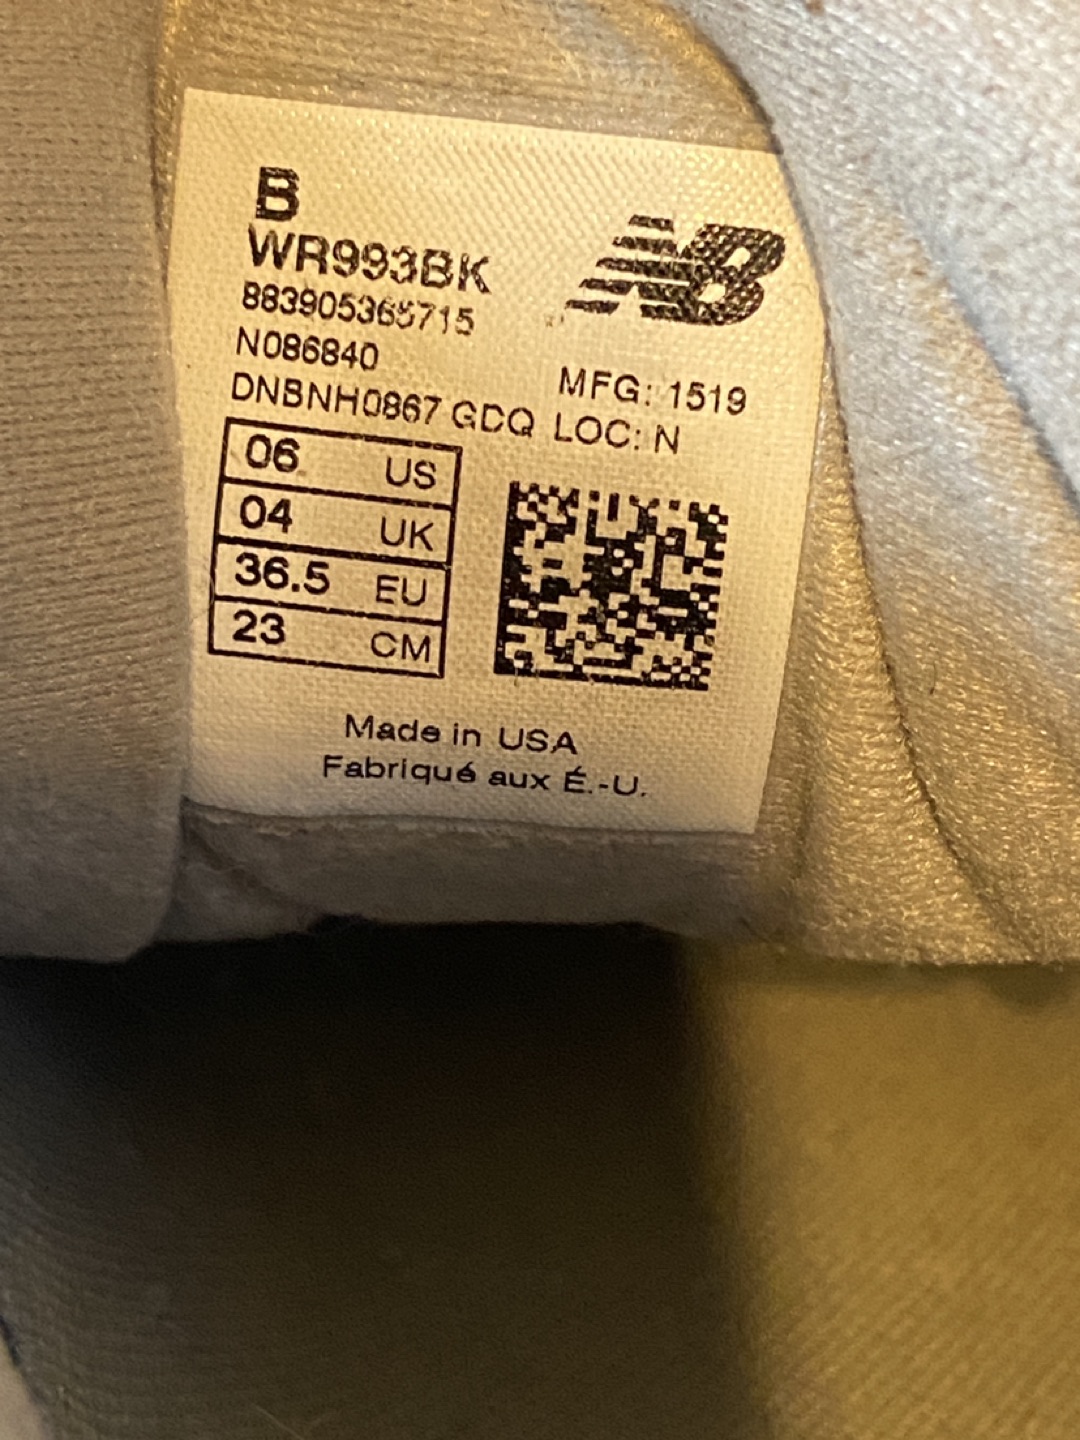 B
WR993BK
883905365715
N086840
DNBNH0867 GDQ
NB
MFG: 1519
LOC: N
06 US
04 UK
36.5 EU
23 CM
Made in USA
Fabriqué aux É.-U.